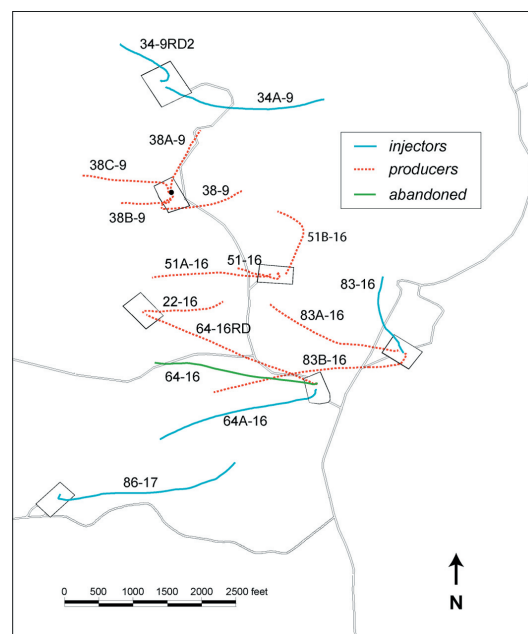 34-9RD2
34A-9
38A-9
injectors
38C-9
producers
38-9
abandoned
38B-9
51B-16
51-16
51A-16
83-16
22-16
83A-16
64-16RD
83B-16
64-16
64A-16
86-17
0 500 1000 1500 2000 2500 feet
N